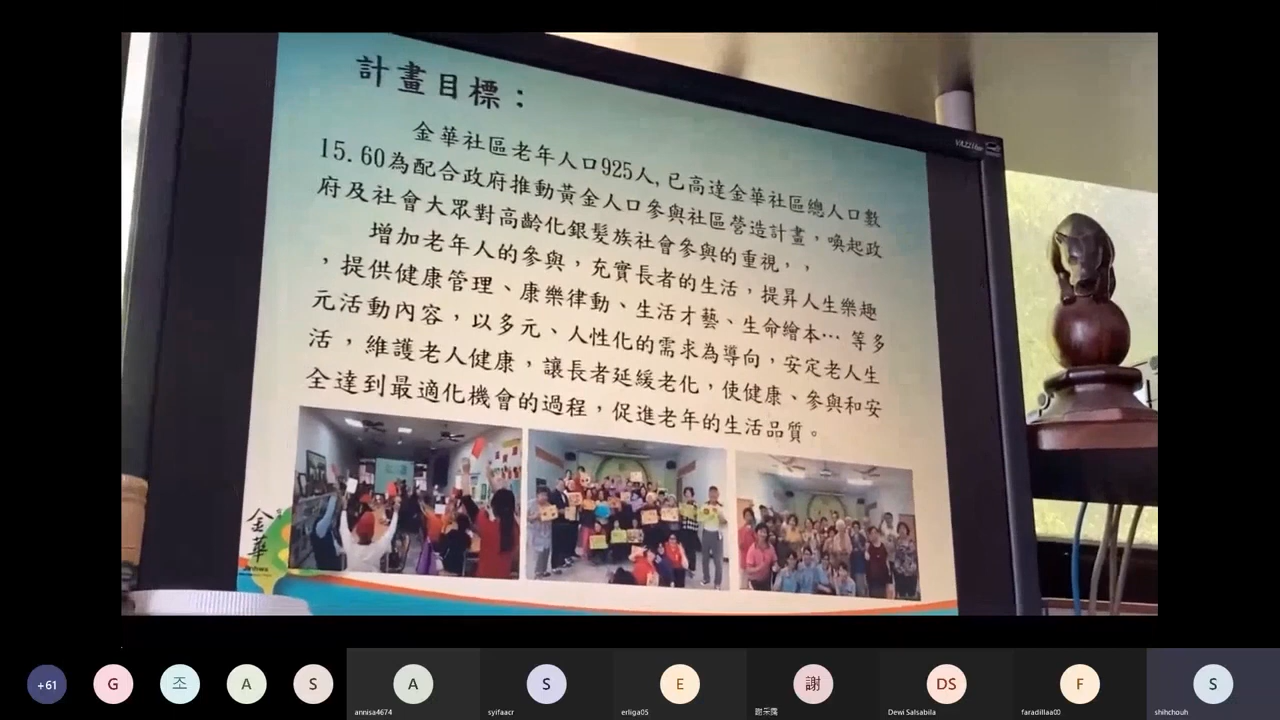 計畫目標：
金華社區老年人口925人,已高達金華社區總人口數
15.60為配合政府推動黃金人口參與社區營造計畫，喚起政
府及社會大眾對高齡化銀髮族社會參與的重視，，
增加老年人的參與，充實長者的生活，提昇人生樂趣
，提供健康管理、康樂律動、生活才藝、生命繪本…等多
元活動內容，以多元、人性化的需求為導向，安定老人生
活，維護老人健康，讓長者延緩老化，使健康、參與和安
全達到最適化機會的過程，促進老年的生活品質。
金華
+61
G
조
A
S
A
annisa4674
S
syifaacr
E
erliga05
謝
謝采露
DS
Dewi Salsabila
F
faradillaa00
S
shihchouh